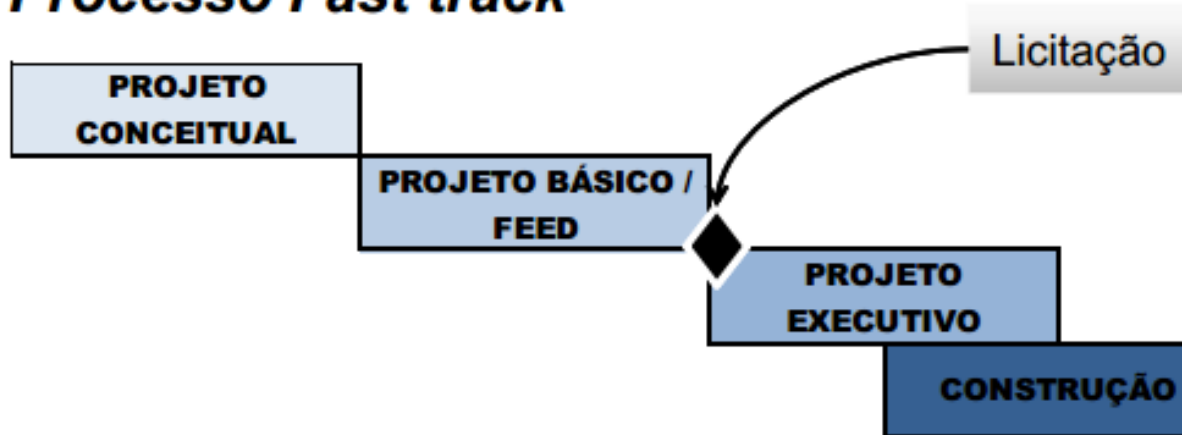 Processo Fast track
Licitação
PROJETO
CONCEITUAL
PROJETO BÁSICO /
FEED
PROJETO
EXECUTIVO
CONSTRUÇÃO